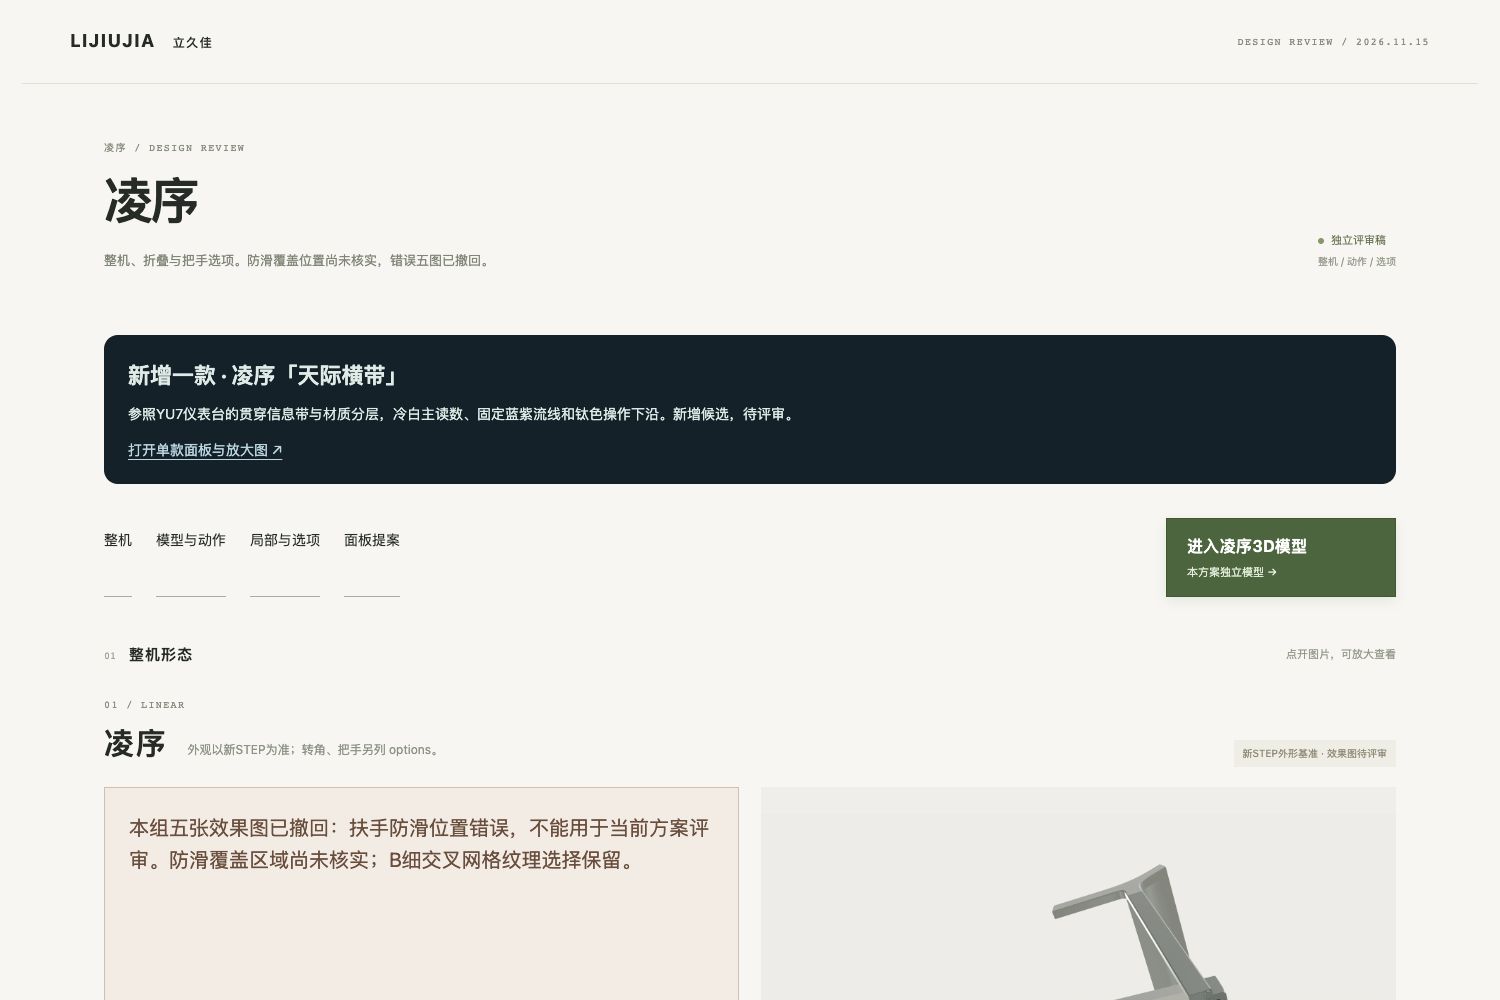 LIJIUJIA 立久佳
DESIGN REVIEW / 2026.11.15
凌序 / DESIGN REVIEW
凌序
整机、折叠与把手选项。防滑覆盖位置尚未核实，错误五图已撤回。
独立评审稿
整机 / 动作 / 选项
新增一款 · 凌序「天际横带」
参照YU7仪表台的贯穿信息带与材质分层，冷白主读数、固定蓝紫流线和钛色操作下沿。新增候选，待评审。
打开单款面板与放大图 ↗
整机 模型与动作 局部与选项 面板提案
进入凌序3D模型
本方案独立模型 →
01 整机形态
点开图片，可放大查看
01 / LINEAR
凌序 外观以新STEP为准；转角、把手另列 options。
新STEP外形基准 · 效果图待评审
本组五张效果图已撤回：扶手防滑位置错误，不能用于当前方案评
审。防滑覆盖区域尚未核实；B细交叉网格纹理选择保留。